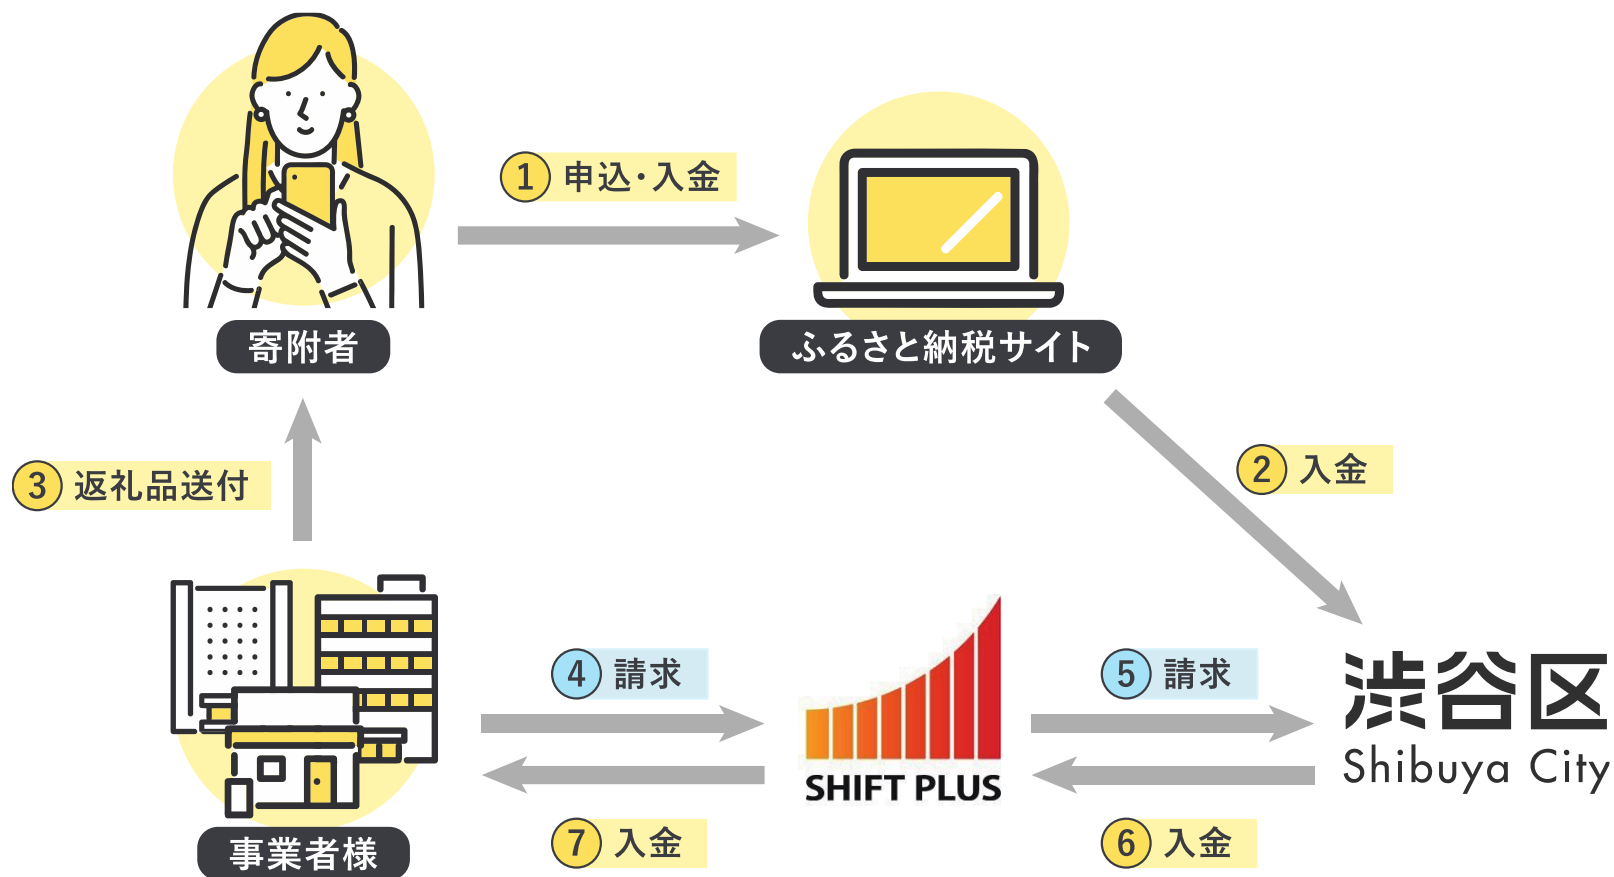 ① 申込・入金
寄附者
ふるさと納税サイト
② 入金
③ 返礼品送付
④ 請求
⑤ 請求
渋谷区
Shibuya City
SHIFT PLUS
⑦ 入金
⑥ 入金
事業者様